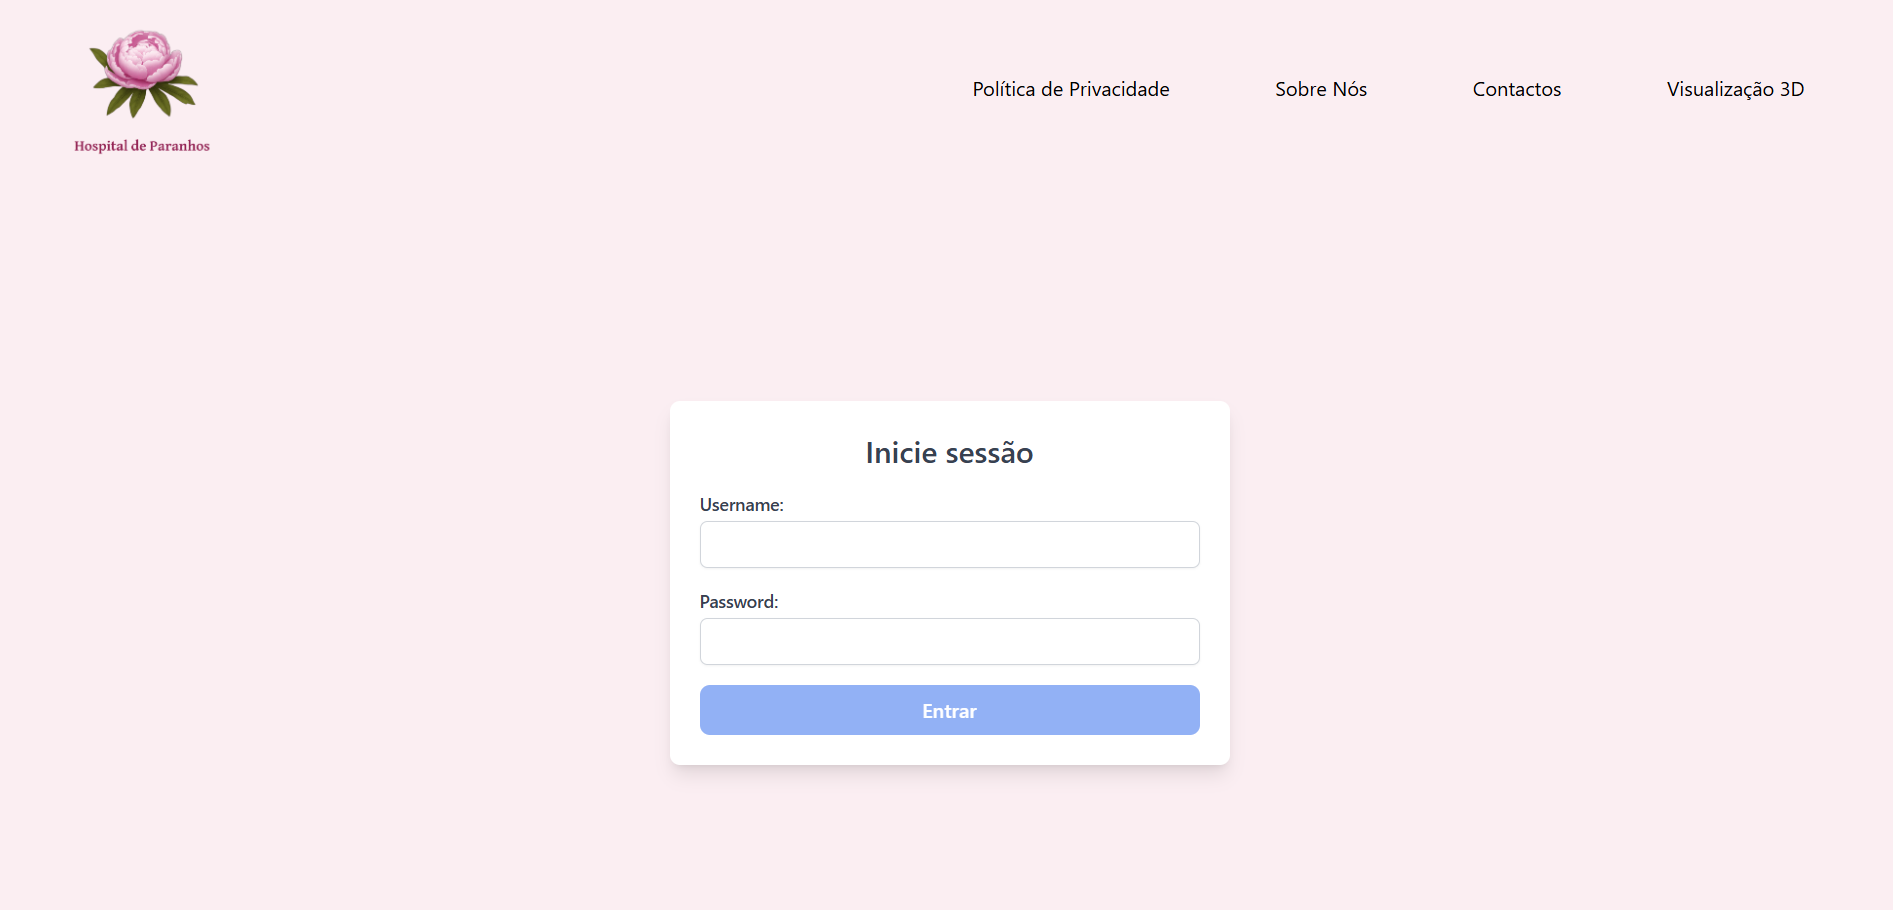 Hospital de Paranhos
Política de Privacidade
Sobre Nós
Contactos
Visualização 3D
Inicie sessão
Username:
Password:
Entrar